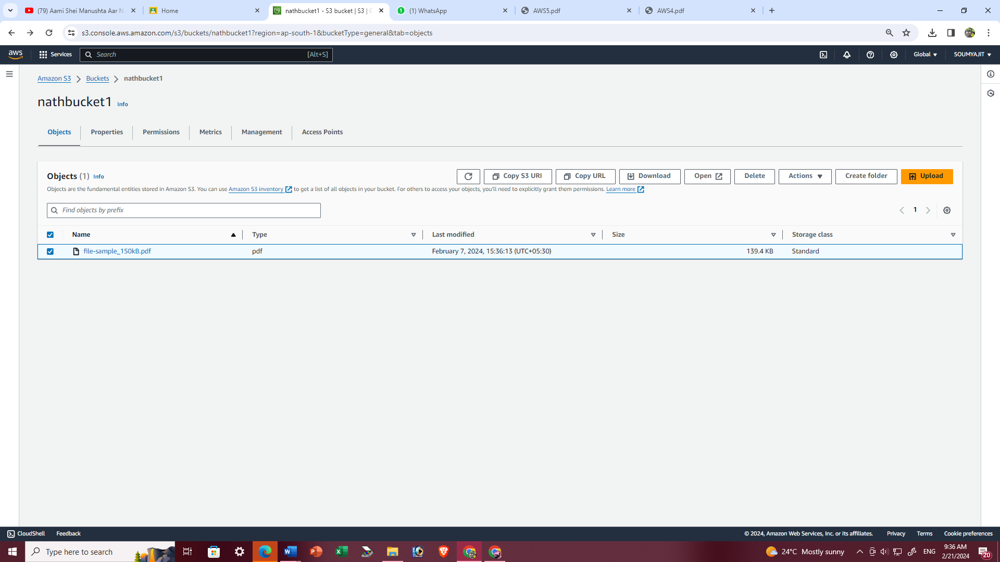 (79) Aami Shei Manushta Aar N
Home
nathbucket1 - S3 bucket | S3 | G
(1) WhatsApp
AWS5.pdf
AWS4.pdf
s3.console.aws.amazon.com/s3/buckets/nathbucket1?region=ap-south-1&bucketType=general&tab=objects
aws
Services
Search
[Alt+S]
Global
SOUMYAJIT
Amazon S3
Buckets
nathbucket1
nathbucket1
Info
Objects
Properties
Permissions
Metrics
Management
Access Points
Objects (1)
Info
Copy S3 URI
Copy URL
Download
Open
Delete
Actions
Create folder
Upload
Objects are the fundamental entities stored in Amazon S3. You can use Amazon S3 inventory to get a list of all objects in your bucket. For others to access your objects, you'll need to explicitly grant them permissions. Learn more
Find objects by prefix
1
Name
Type
Last modified
Size
Storage class
file-sample_150kB.pdf
pdf
February 7, 2024, 15:36:13 (UTC+05:30)
139.4 KB
Standard
CloudShell
Feedback
© 2024, Amazon Web Services, Inc. or its affiliates.
Privacy
Terms
Cookie preferences
Type here to search
24°C
Mostly sunny
ENG
9:36 AM
2/21/2024
20